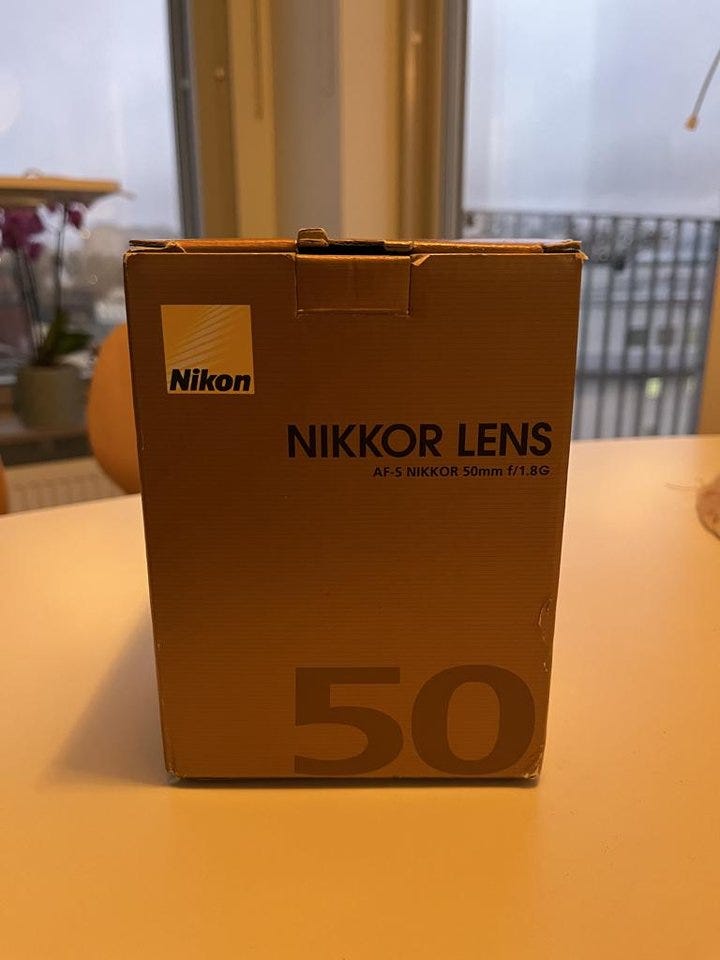 Nikon
NIKKOR LENS
AF-S NIKKOR 50mm f/1.8G
50